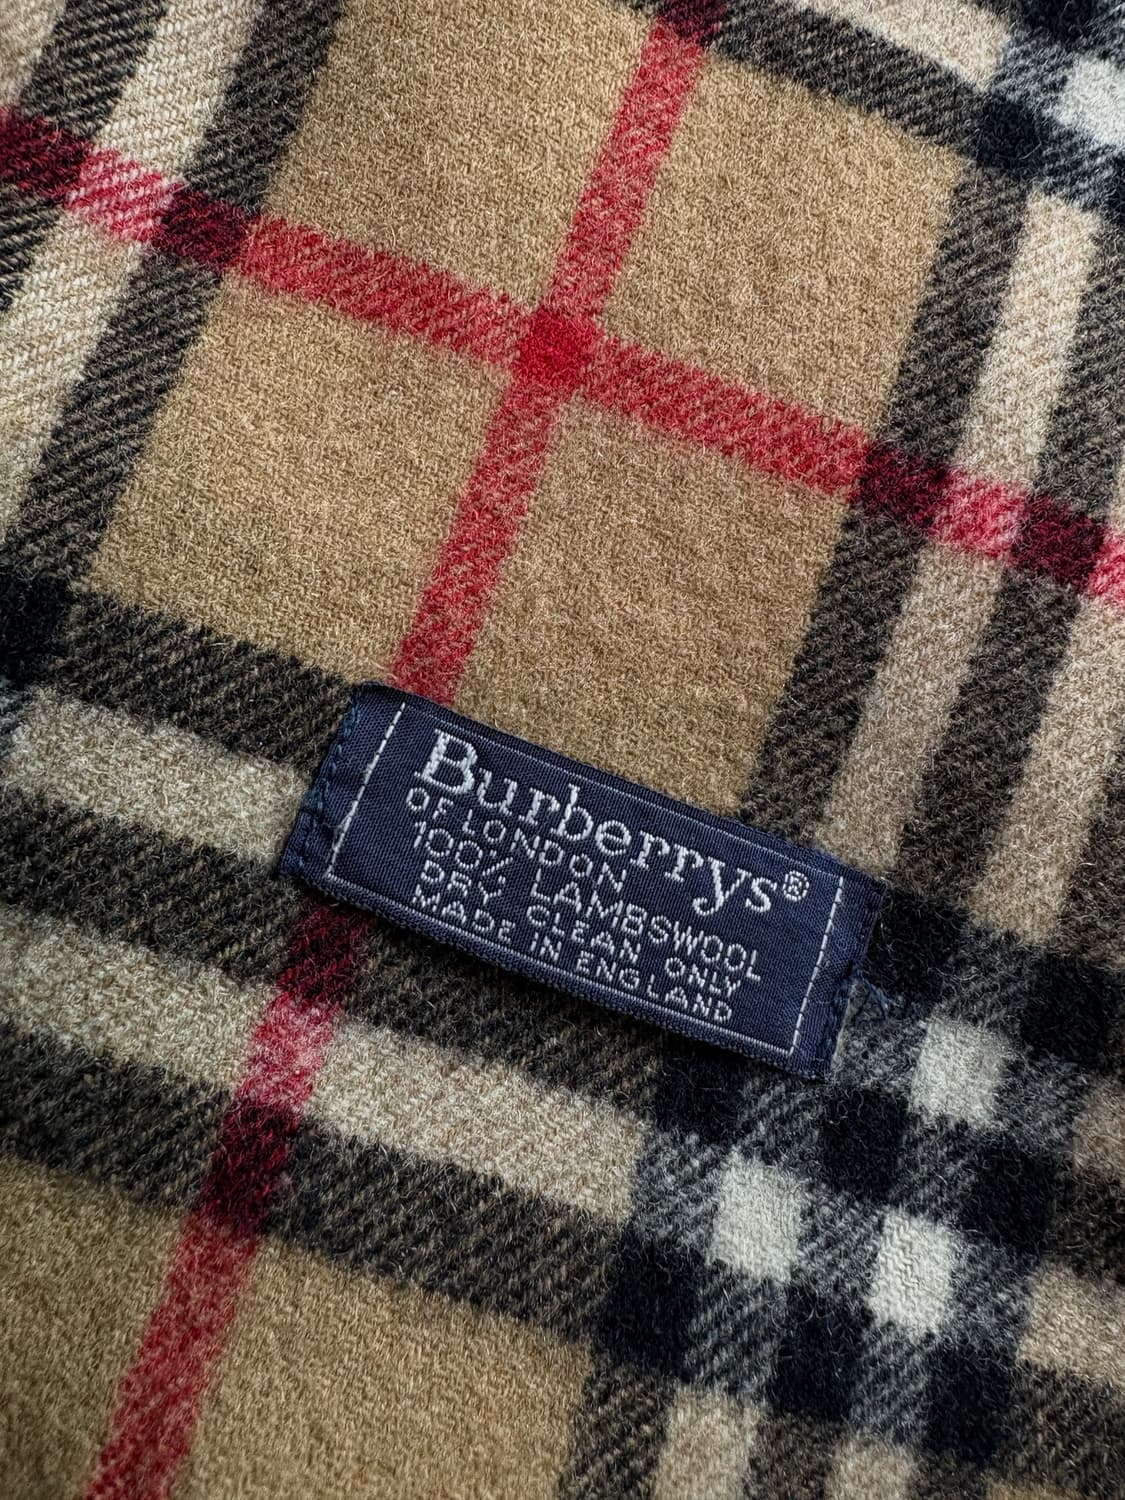 Burberrys®
OF LONDON
100% LAMBSWOOL
DRY CLEAN ONLY
MADE IN ENGLAND